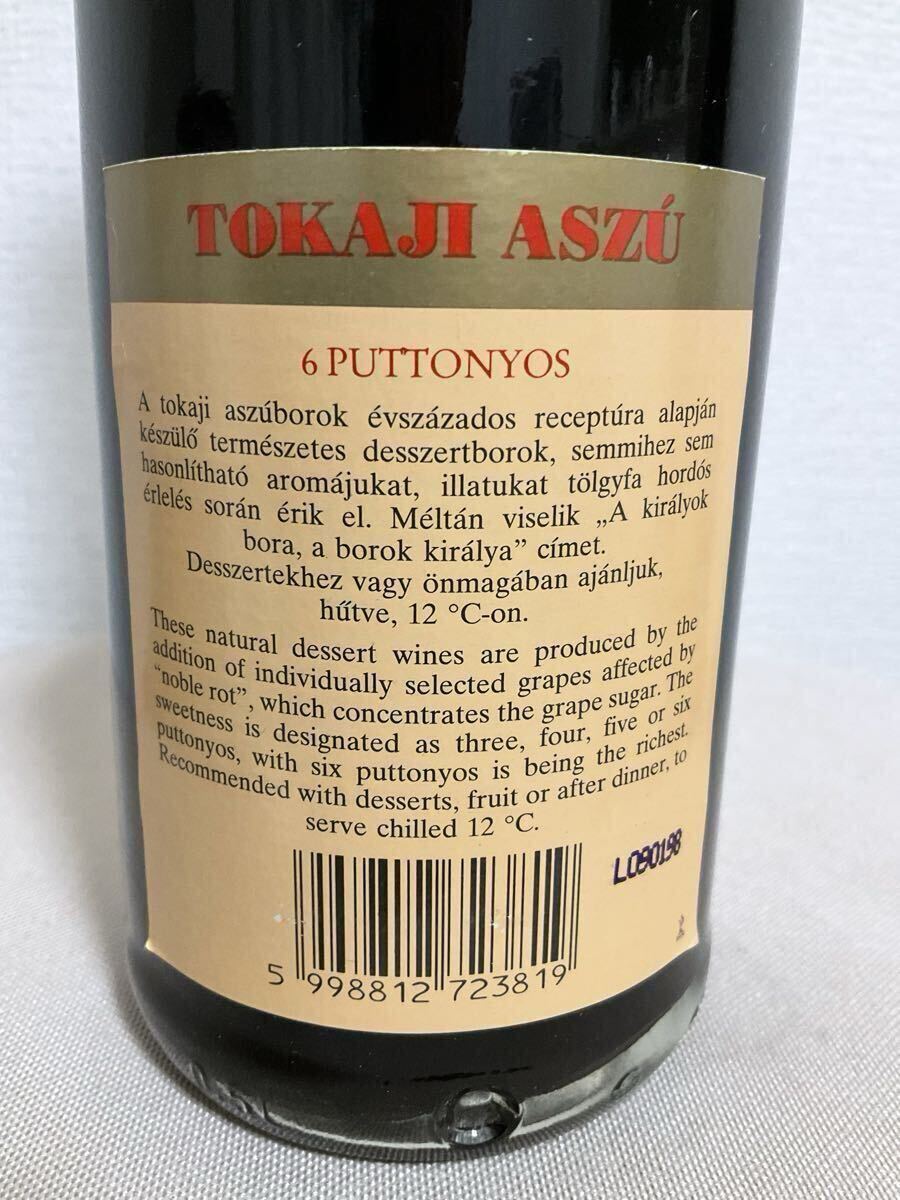 TOKAJI ASZÚ
6 PUTTONYOS
A tokaji aszúborok évszázados receptúra alapján
készülő természetes desszertborok, semmihez sem
hasonlítható aromájukat, illatukat tölgyfa hordós
érlelés során érik el. Méltán viselik „A királyok
bora, a borok királya” címet.
Desszertekhez vagy önmagában ajánljuk,
hűtve, 12 °C-on.
These natural dessert wines are produced by the
addition of individually selected grapes affected by
“noble rot”, which concentrates the grape sugar. The
sweetness is designated as three, four, five or six
puttonyos, with six puttonyos is being the richest.
Recommended with desserts, fruit or after dinner, to
serve chilled 12 °C.
L090198
5 998812 723819